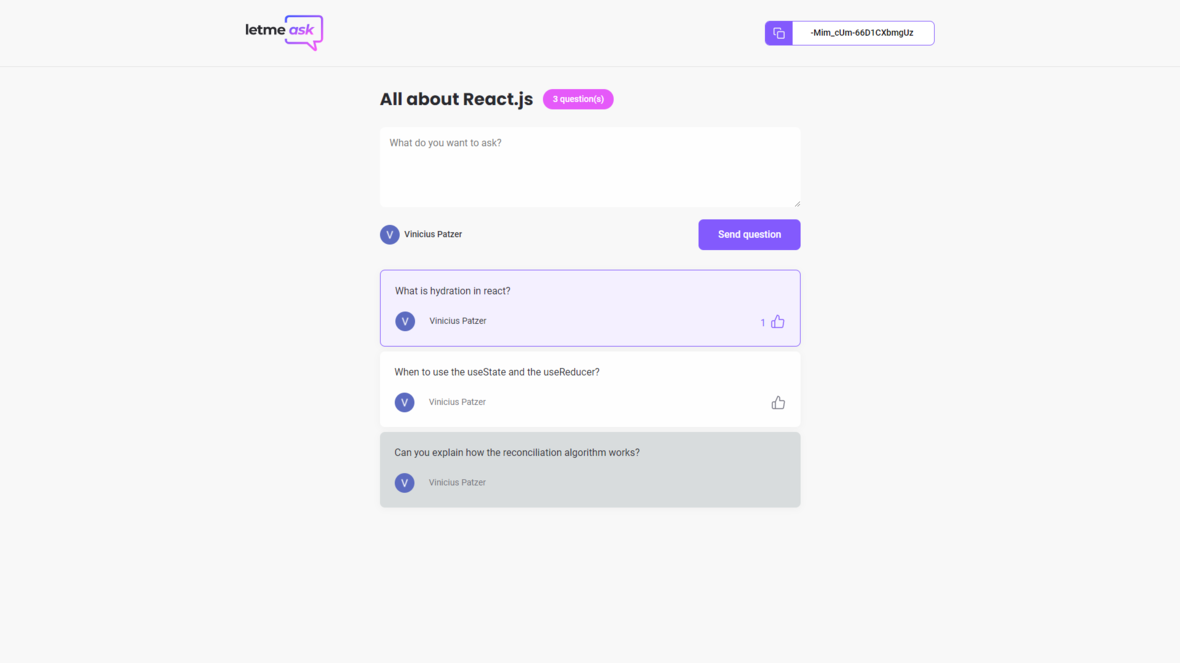 letme ask
-Mim_cUm-66D1CXbmgUz
All about React.js 3 question(s)
What do you want to ask?
V Vinicius Patzer Send question
What is hydration in react?
V Vinicius Patzer 1
When to use the useState and the useReducer?
V Vinicius Patzer
Can you explain how the reconciliation algorithm works?
V Vinicius Patzer